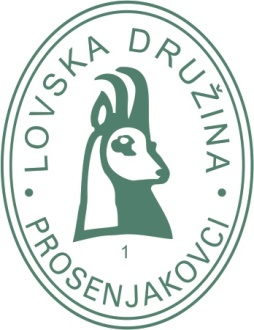 • LOVSKA DRUŽINA •
PROSENJAKOVCI
1